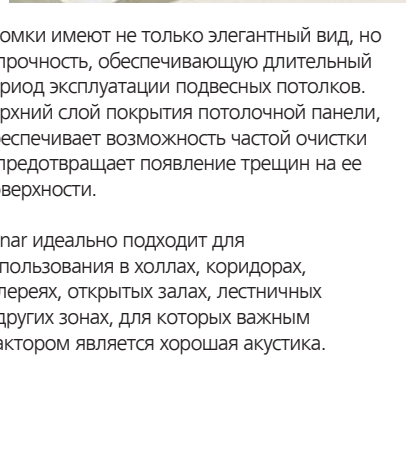 омки имеют не только элегантный вид, но
прочность, обеспечивающую длительный
риод эксплуатации подвесных потолков.
рхний слой покрытия потолочной панели,
еспечивает возможность частой очистки
предотвращает появление трещин на ее
верхности.
nar идеально подходит для
пользования в холлах, коридорах,
лереях, открытых залах, лестничных
других зонах, для которых важным
актором является хорошая акустика.